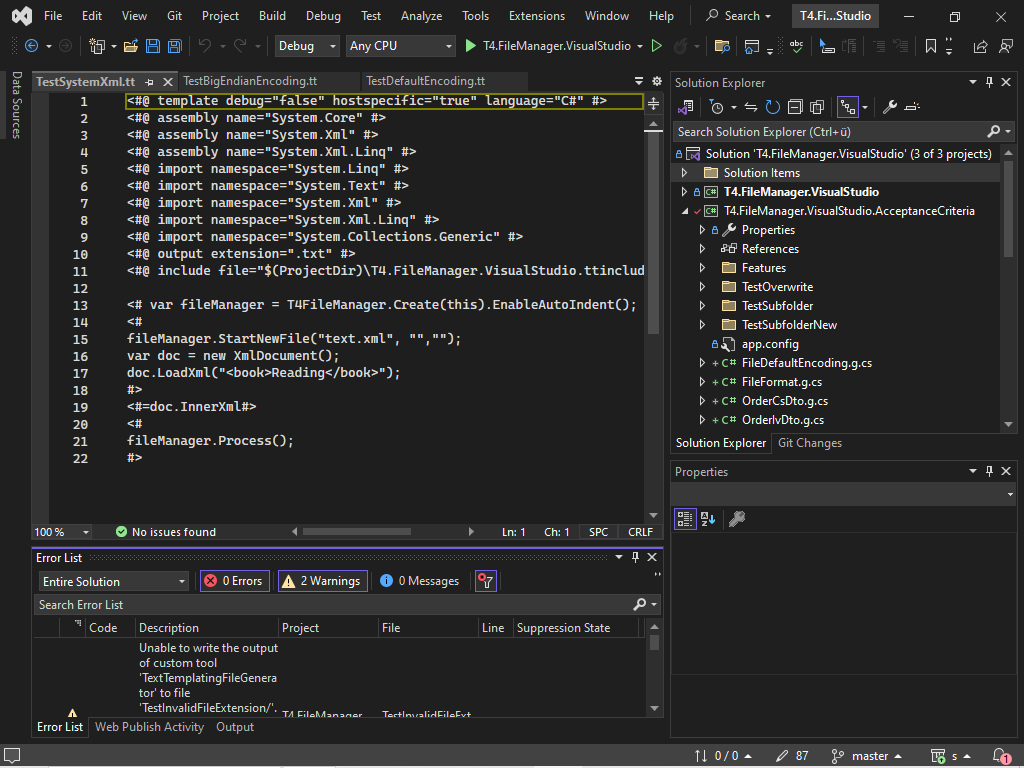 File Edit View Git Project Build Debug Test Analyze Tools Extensions Window Help Search T4.Fi...Studio
Debug Any CPU T4.FileManager.VisualStudio
Data Sources
TestSystemXml.tt TestBigEndianEncoding.tt TestDefaultEncoding.tt
1 <#@ template debug="false" hostspecific="true" language="C#" #>
2 <#@ assembly name="System.Core" #>
3 <#@ assembly name="System.Xml" #>
4 <#@ assembly name="System.Xml.Linq" #>
5 <#@ import namespace="System.Linq" #>
6 <#@ import namespace="System.Text" #>
7 <#@ import namespace="System.Xml" #>
8 <#@ import namespace="System.Xml.Linq" #>
9 <#@ import namespace="System.Collections.Generic" #>
10 <#@ output extension=".txt" #>
11 <#@ include file="$(ProjectDir)\T4.FileManager.VisualStudio.ttinclud
12
13 <# var fileManager = T4FileManager.Create(this).EnableAutoIndent();
14 <#
15 fileManager.StartNewFile("text.xml", "","");
16 var doc = new XmlDocument();
17 doc.LoadXml("<book>Reading</book>");
18 #>
19 <#=doc.InnerXml#>
20 <#
21 fileManager.Process();
22 #>
100 % No issues found Ln: 1 Ch: 1 SPC CRLF
Error List
Entire Solution 0 Errors 2 Warnings 0 Messages
Search Error List
Code Description Project File Line Suppression State
Unable to write the output
of custom tool
'TextTemplatingFileGenera
tor' to file
'TestInvalidFileExtension/'.
T4.FileManager. TestInvalidFileExt
Error List Web Publish Activity Output
Solution Explorer
Search Solution Explorer (Ctrl+ü)
Solution 'T4.FileManager.VisualStudio' (3 of 3 projects)
Solution Items
C# T4.FileManager.VisualStudio
C# T4.FileManager.VisualStudio.AcceptanceCriteria
Properties
References
Features
TestOverwrite
TestSubfolder
TestSubfolderNew
app.config
+ C# FileDefaultEncoding.g.cs
+ C# FileFormat.g.cs
+ C# OrderCsDto.g.cs
+ C# OrderIvDto.g.cs
Solution Explorer Git Changes
Properties
0 / 0 87 master s 1